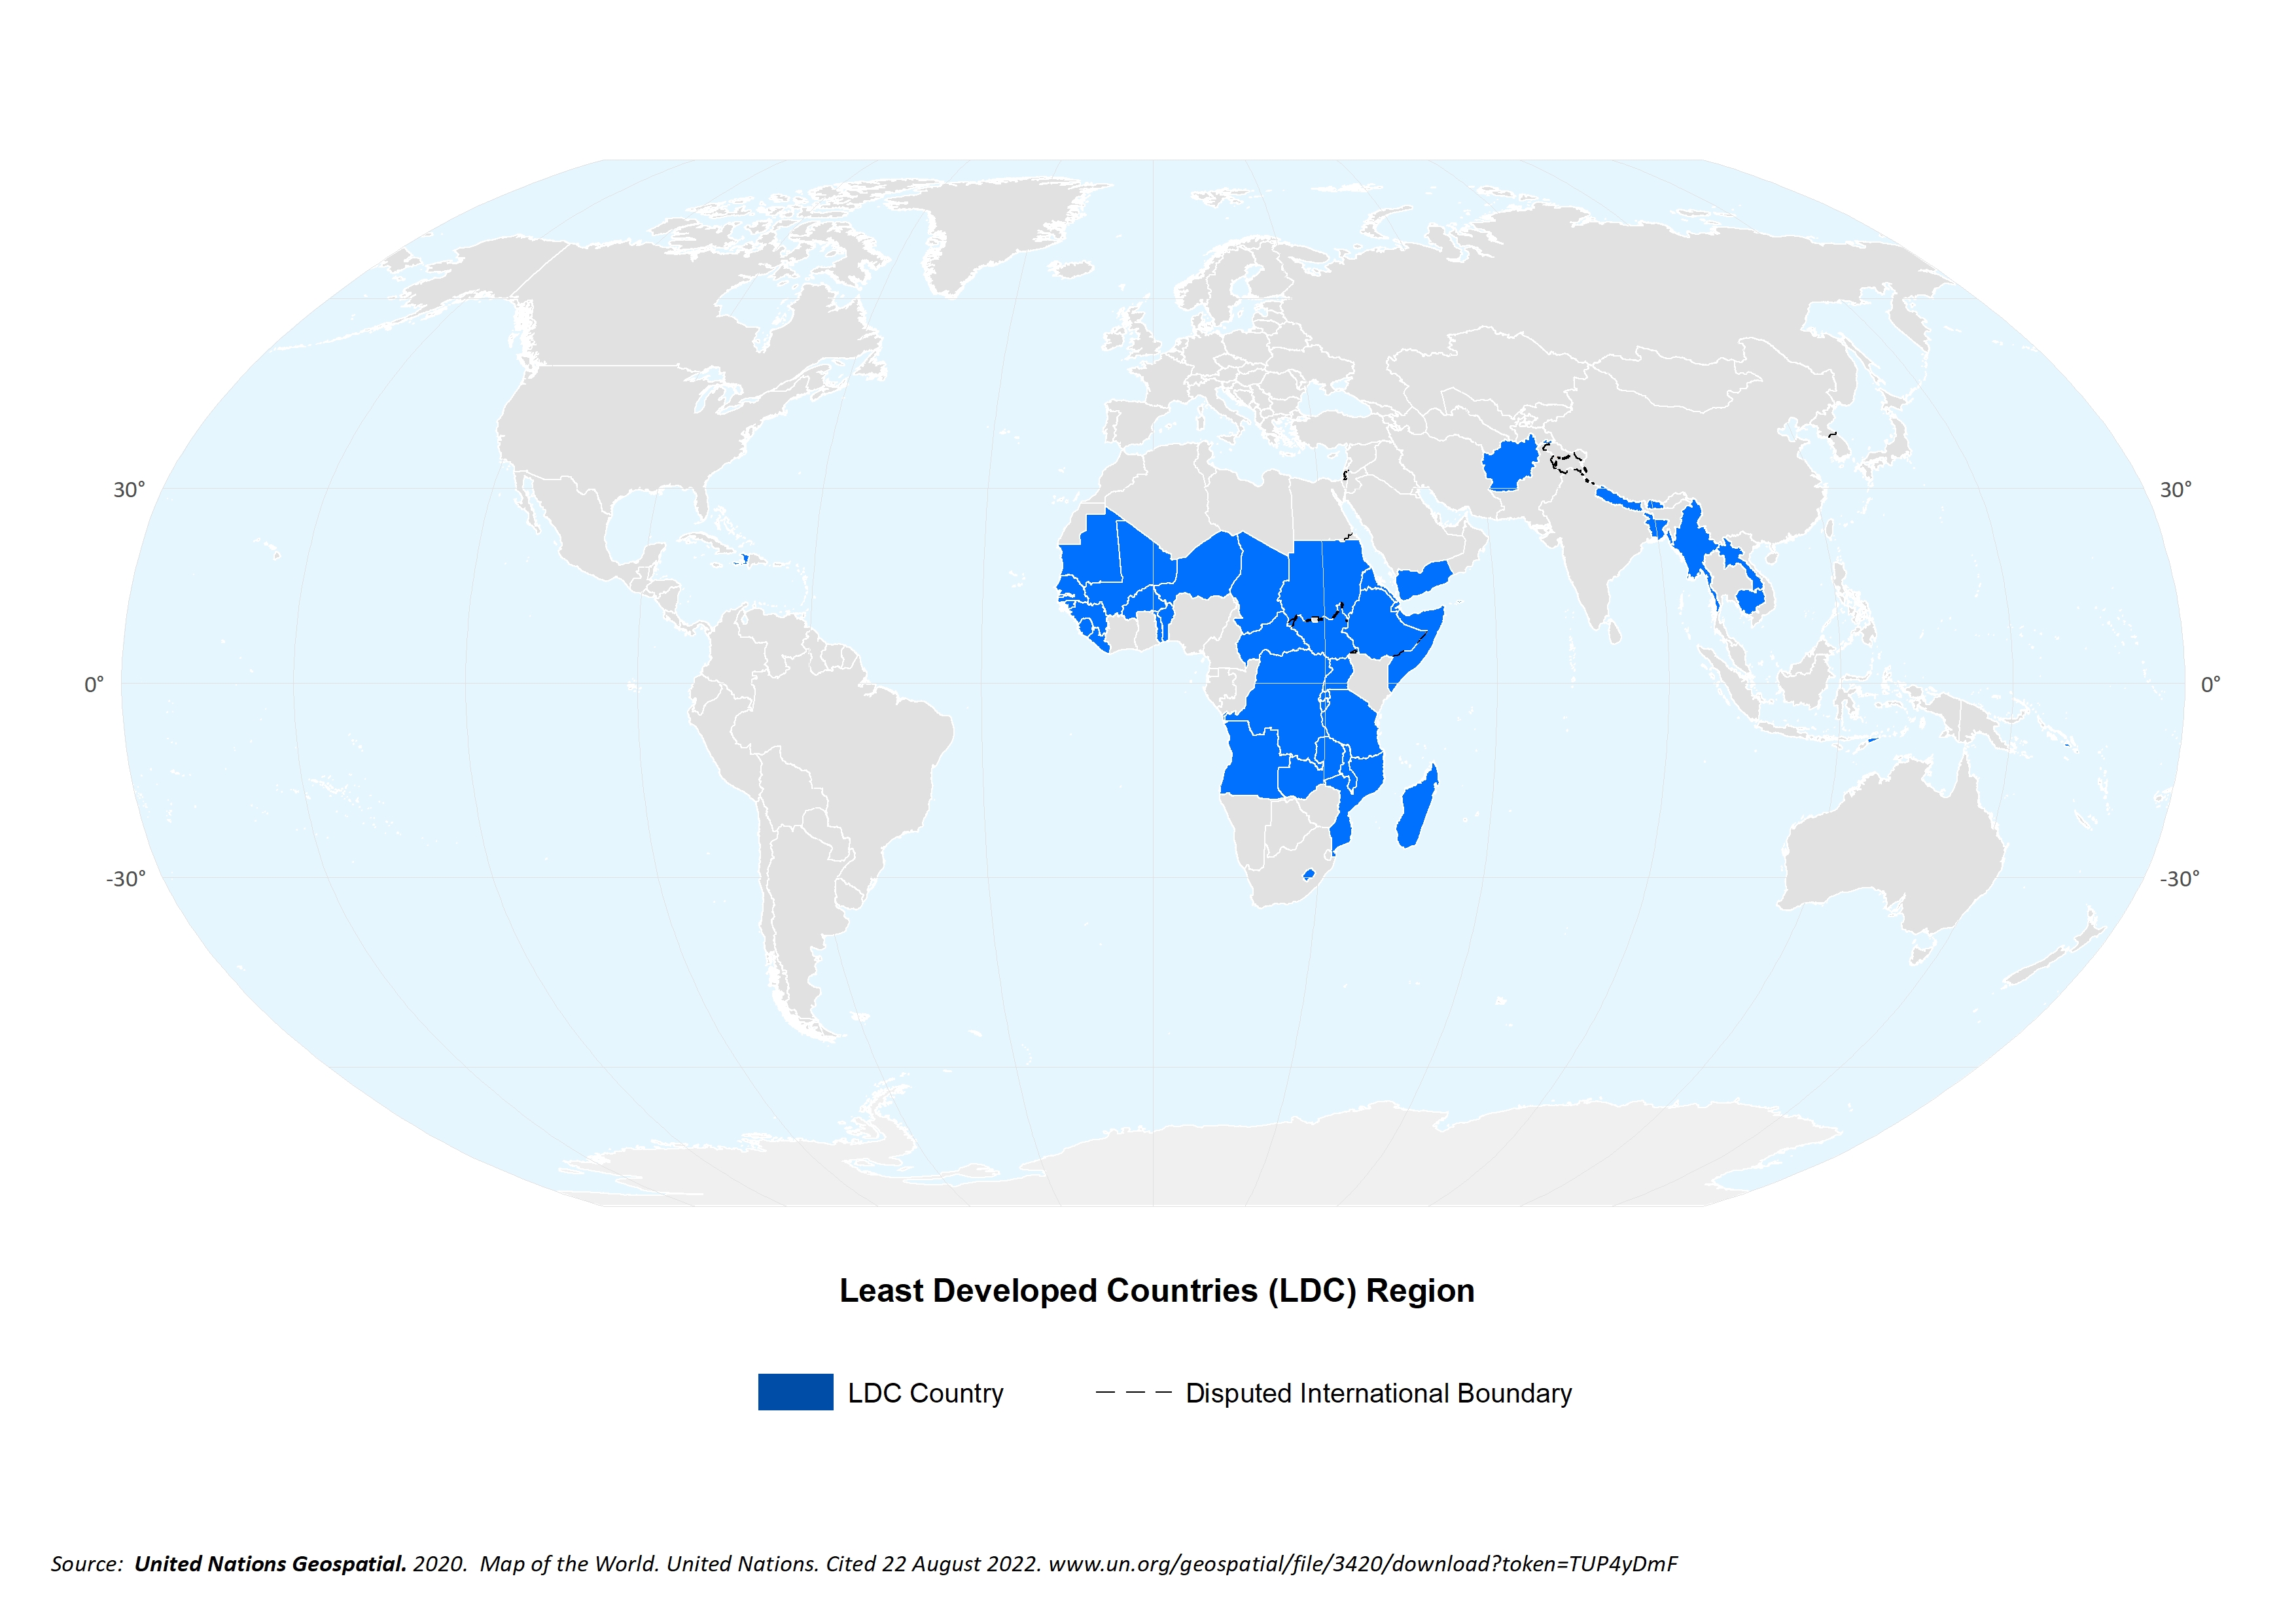 30°
30°
0°
0°
-30°
-30°
Least Developed Countries (LDC) Region
LDC Country
Disputed International Boundary
Source:  United Nations Geospatial. 2020.  Map of the World. United Nations. Cited 22 August 2022. www.un.org/geospatial/file/3420/download?token=TUP4yDmF